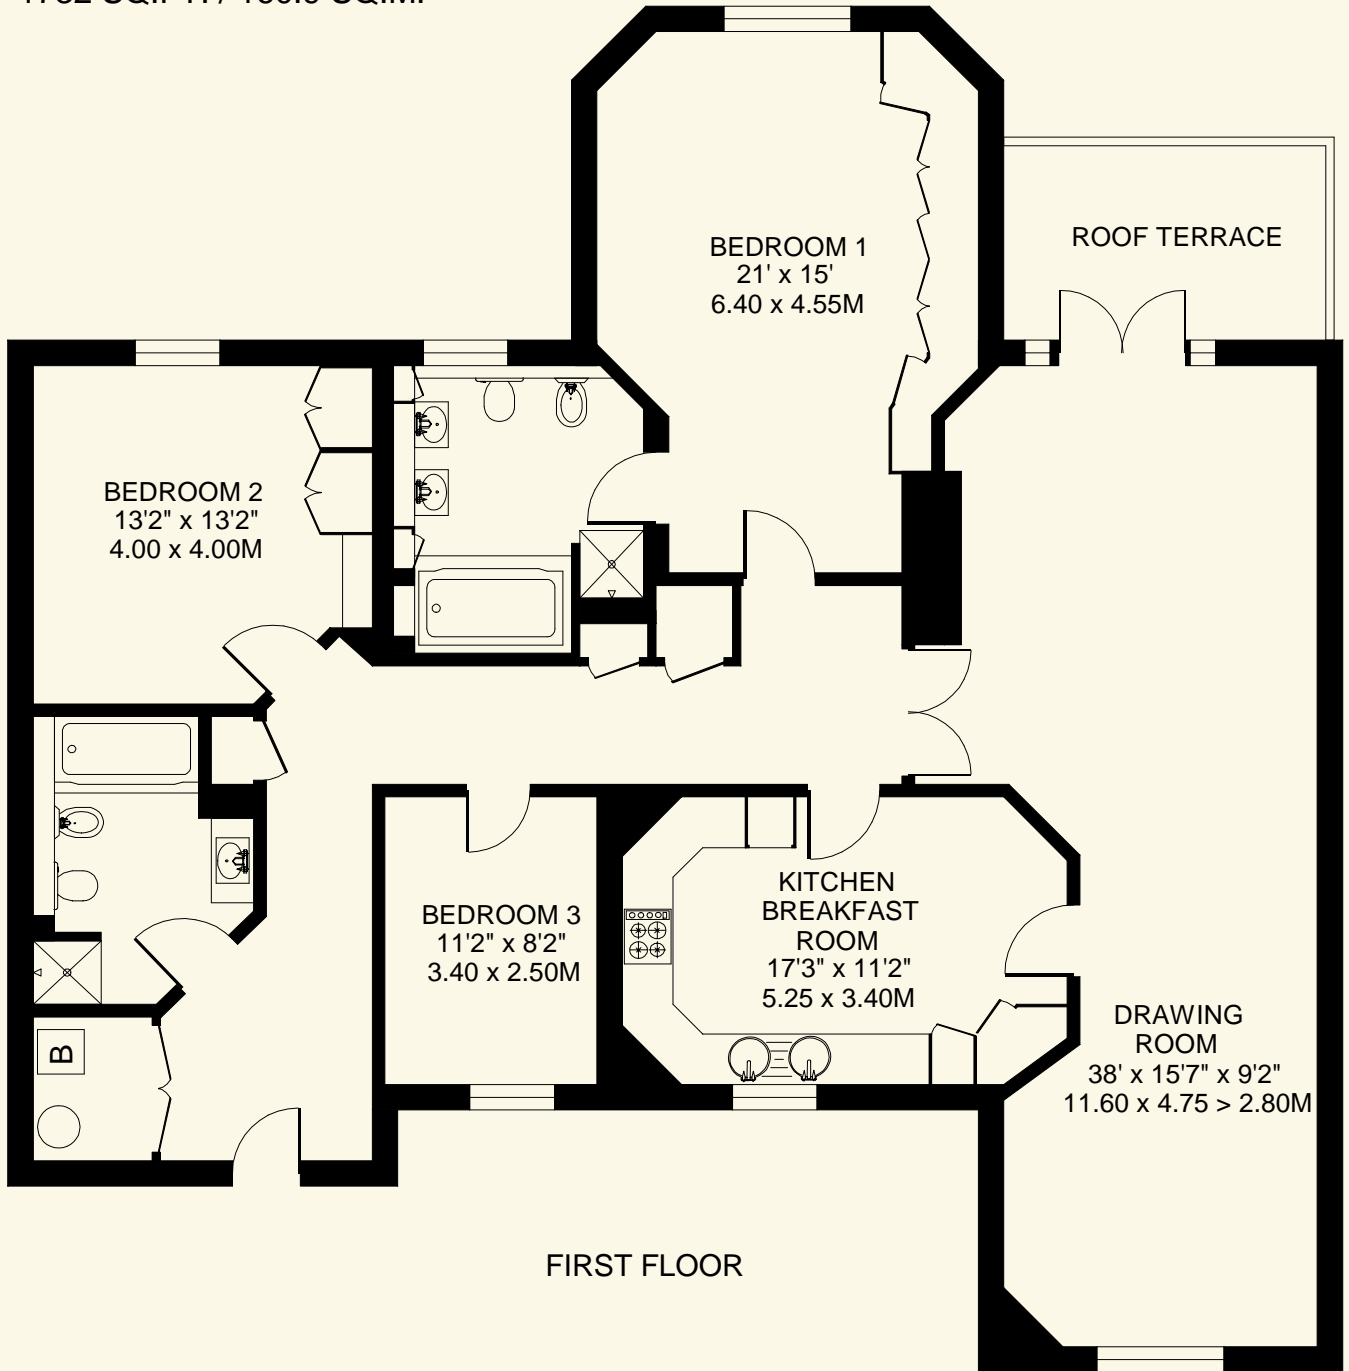 BEDROOM 1
21' x 15'
6.40 x 4.55M
ROOF TERRACE
BEDROOM 2
13'2" x 13'2"
4.00 x 4.00M
KITCHEN
BREAKFAST
ROOM
17'3" x 11'2"
5.25 x 3.40M
BEDROOM 3
11'2" x 8'2"
3.40 x 2.50M
B
DRAWING
ROOM
38' x 15'7" x 9'2"
11.60 x 4.75 > 2.80M
FIRST FLOOR